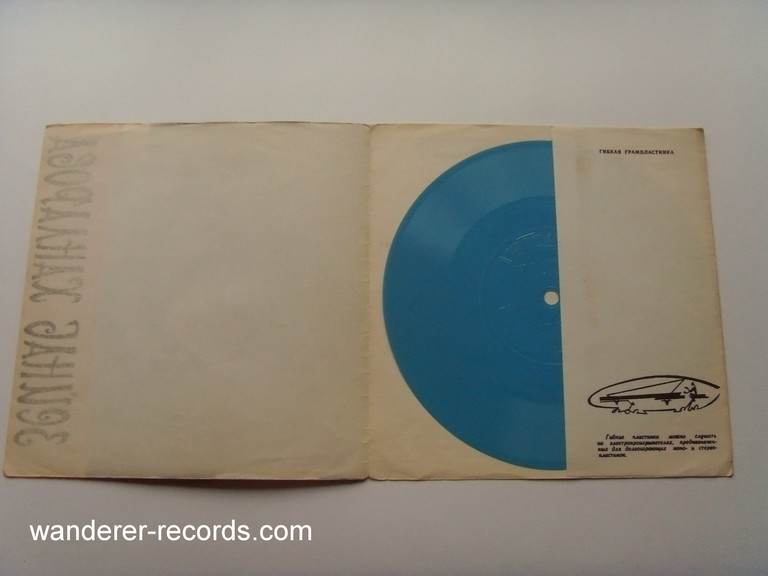 ГИБКАЯ ГРАМПЛАСТИНКА
Гибкие пластинки можно слушать
на электропроигрывателях, предназначен-
ных для долгоиграющих моно- и стерео-
пластинок.
wanderer-records.com